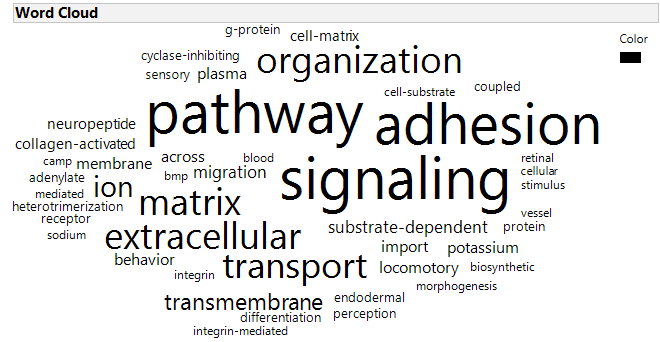 Word Cloud
Color
g-protein
cell-matrix
cyclase-inhibiting
organization
sensory
plasma
cell-substrate
coupled
pathway
adhesion
neuropeptide
collagen-activated
camp
membrane
across
blood
retinal
adenylate
bmp
migration
signaling
cellular
mediated
ion
stimulus
heterotrimerization
matrix
receptor
vessel
sodium
extracellular
substrate-dependent
protein
behavior
import
potassium
integrin
transport
locomotory
biosynthetic
morphogenesis
transmembrane
endodermal
differentiation
perception
integrin-mediated